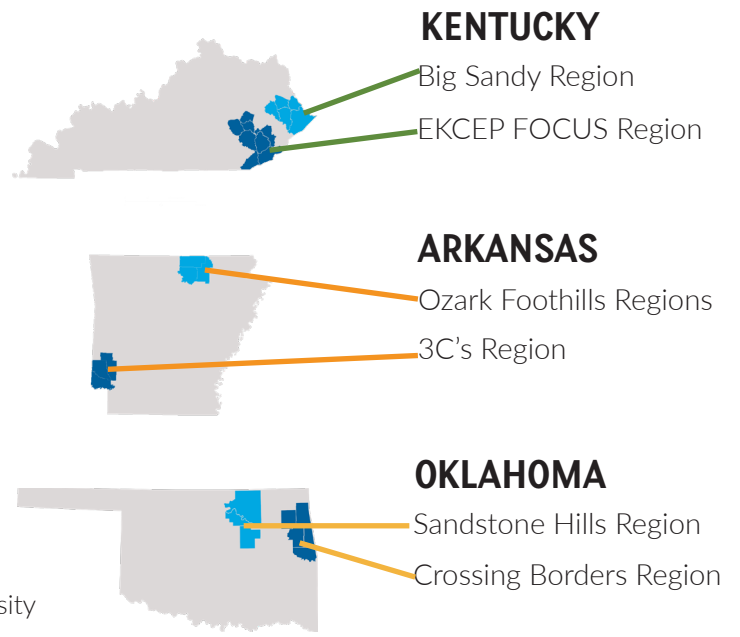 KENTUCKY
Big Sandy Region
EKCEP FOCUS Region
ARKANSAS
Ozark Foothills Regions
3C's Region
OKLAHOMA
Sandstone Hills Region
Crossing Borders Region
sity